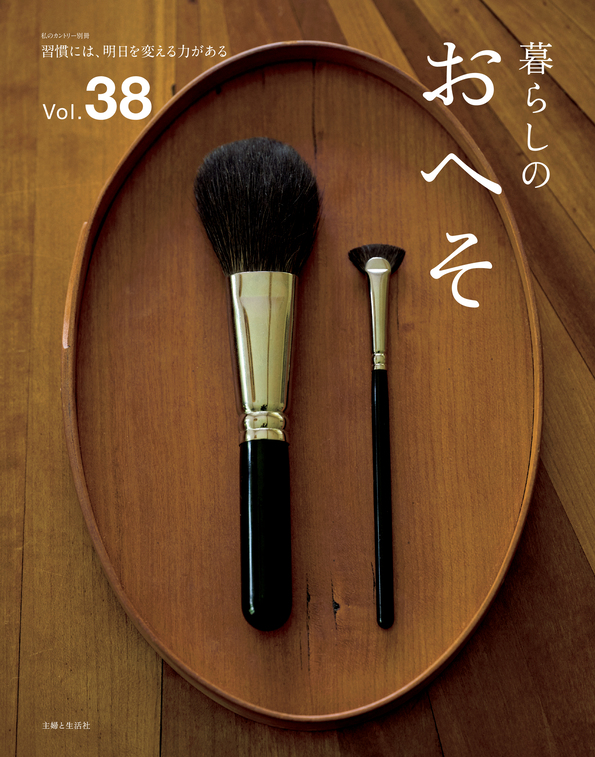 私のカントリー別冊
習慣には、明日を変える力がある
Vol.38
暮らしの
おへそ
主婦と生活社